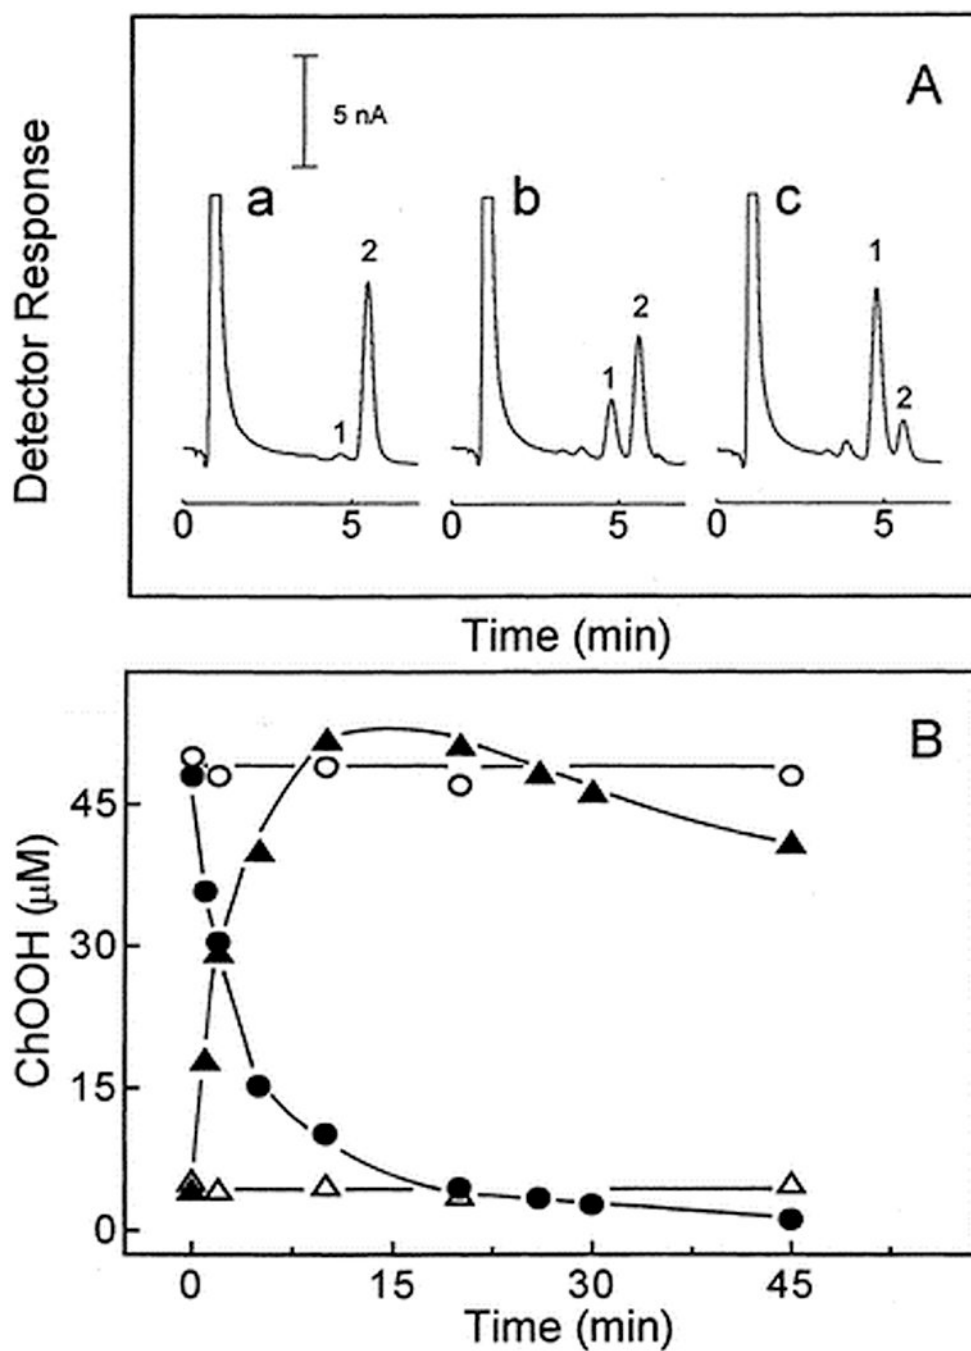 A
5 nA
a b c
2
1
1
2
1
2
Detector Response
0 5 0 5 0 5
Time (min)
B
ChOOH (μM)
45
30
15
0
0 15 30 45
Time (min)